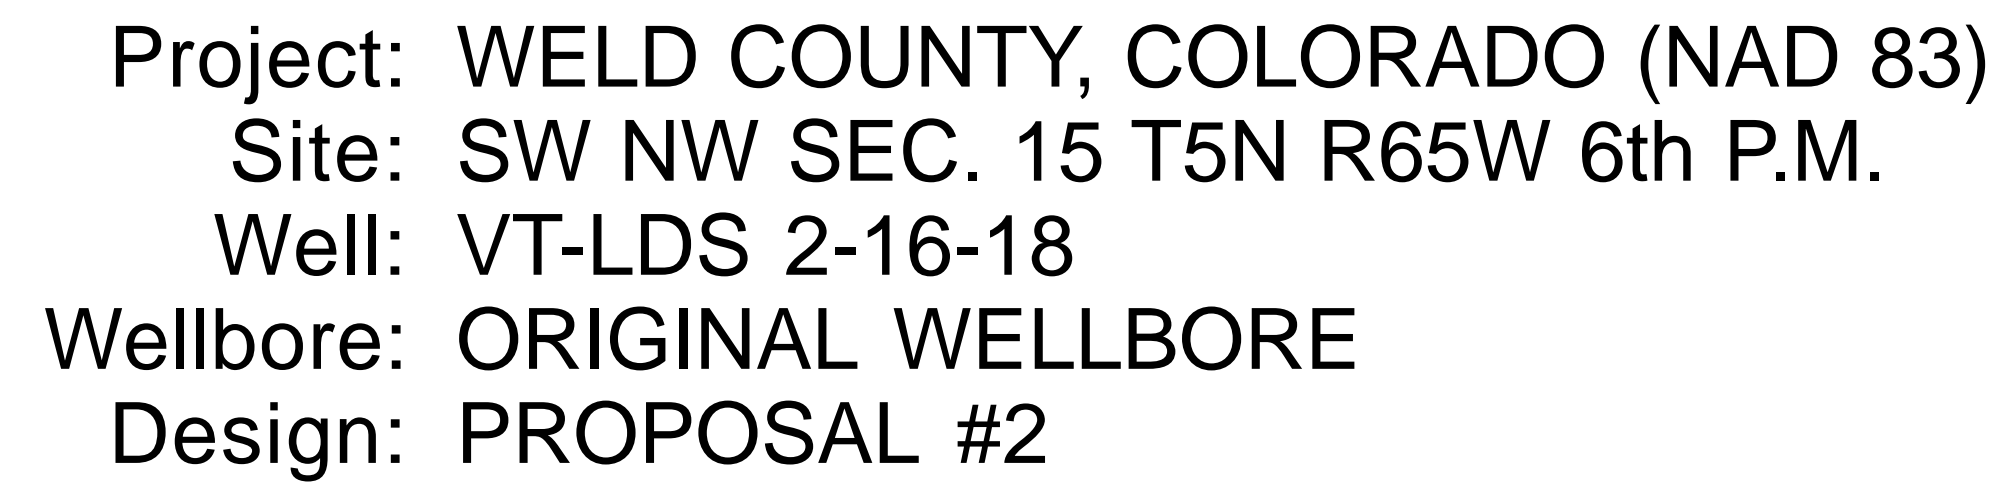 Project: WELD COUNTY, COLORADO (NAD 83)
Site: SW NW SEC. 15 T5N R65W 6th P.M.
Well: VT-LDS 2-16-18
Wellbore: ORIGINAL WELLBORE
Design: PROPOSAL #2